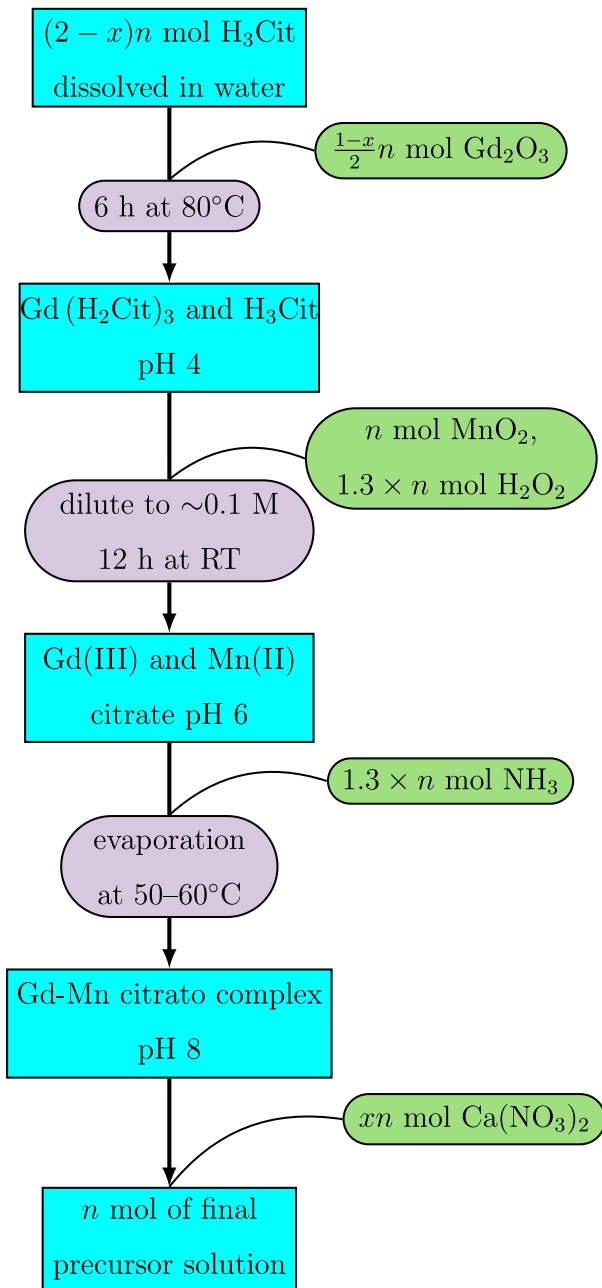 (2 − x)n mol H₃Cit
dissolved in water
(1−x)/2 n mol Gd₂O₃
6 h at 80°C
Gd (H₂Cit)₃ and H₃Cit
pH 4
n mol MnO₂,
1.3 × n mol H₂O₂
dilute to ∼0.1 M
12 h at RT
Gd(III) and Mn(II)
citrate pH 6
1.3 × n mol NH₃
evaporation
at 50–60°C
Gd-Mn citrato complex
pH 8
xn mol Ca(NO₃)₂
n mol of final
precursor solution